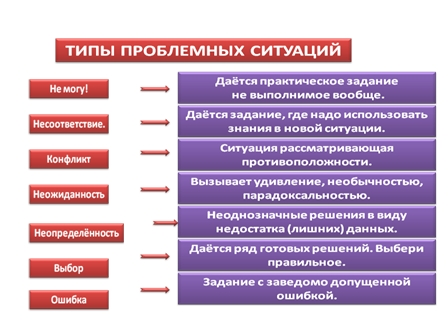 ТИПЫ ПРОБЛЕМНЫХ СИТУАЦИЙ
Не могу!
Даётся практическое задание
не выполнимое вообще.
Несоответствие.
Даётся задание, где надо использовать
знания в новой ситуации.
Конфликт
Ситуация рассматривающая
противоположности.
Неожиданность
Вызывает удивление, необычностью,
парадоксальностью.
Неопределённость
Неоднозначные решения в виду
недостатка (лишних) данных.
Выбор
Даётся ряд готовых решений. Выбери
правильное.
Ошибка
Задание с заведомо допущенной
ошибкой.